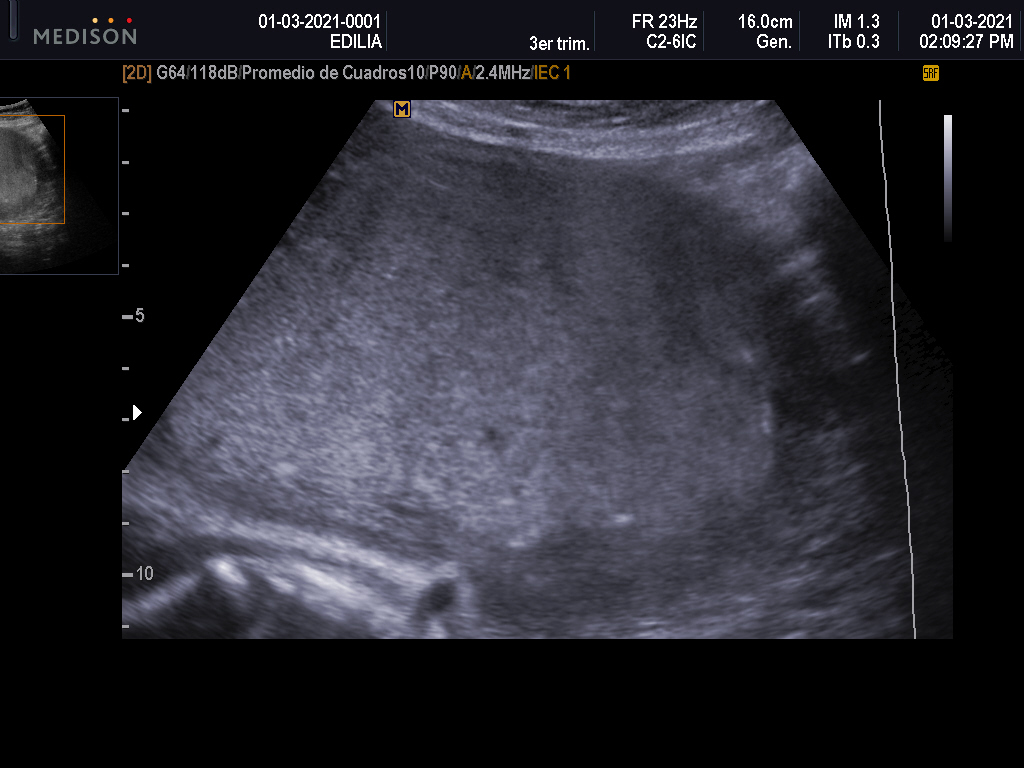 MEDISON
01-03-2021-0001
EDILIA
3er trim.
FR 23Hz
C2-6IC
16.0cm
Gen.
IM 1.3
ITb 0.3
01-03-2021
02:09:27 PM
[2D] G64/118dB/Promedio de Cuadros10/P90/A/2.4MHz/IEC 1
SRF
M
5
10